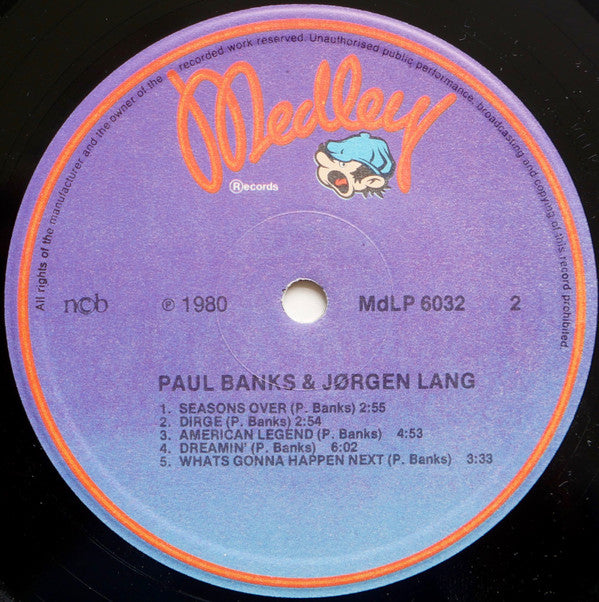 All rights of the manufacturer and the owner of the recorded work reserved. Unauthorised public performance, broadcasting and copying of this record prohibited.
Medley
Records
ncb
℗ 1980
MdLP 6032
2
PAUL BANKS & JØRGEN LANG
1. SEASONS OVER (P. Banks) 2:55
2. DIRGE (P. Banks) 2:54
3. AMERICAN LEGEND (P. Banks) 4:53
4. DREAMIN' (P. Banks) 6:02
5. WHATS GONNA HAPPEN NEXT (P. Banks) 3:33